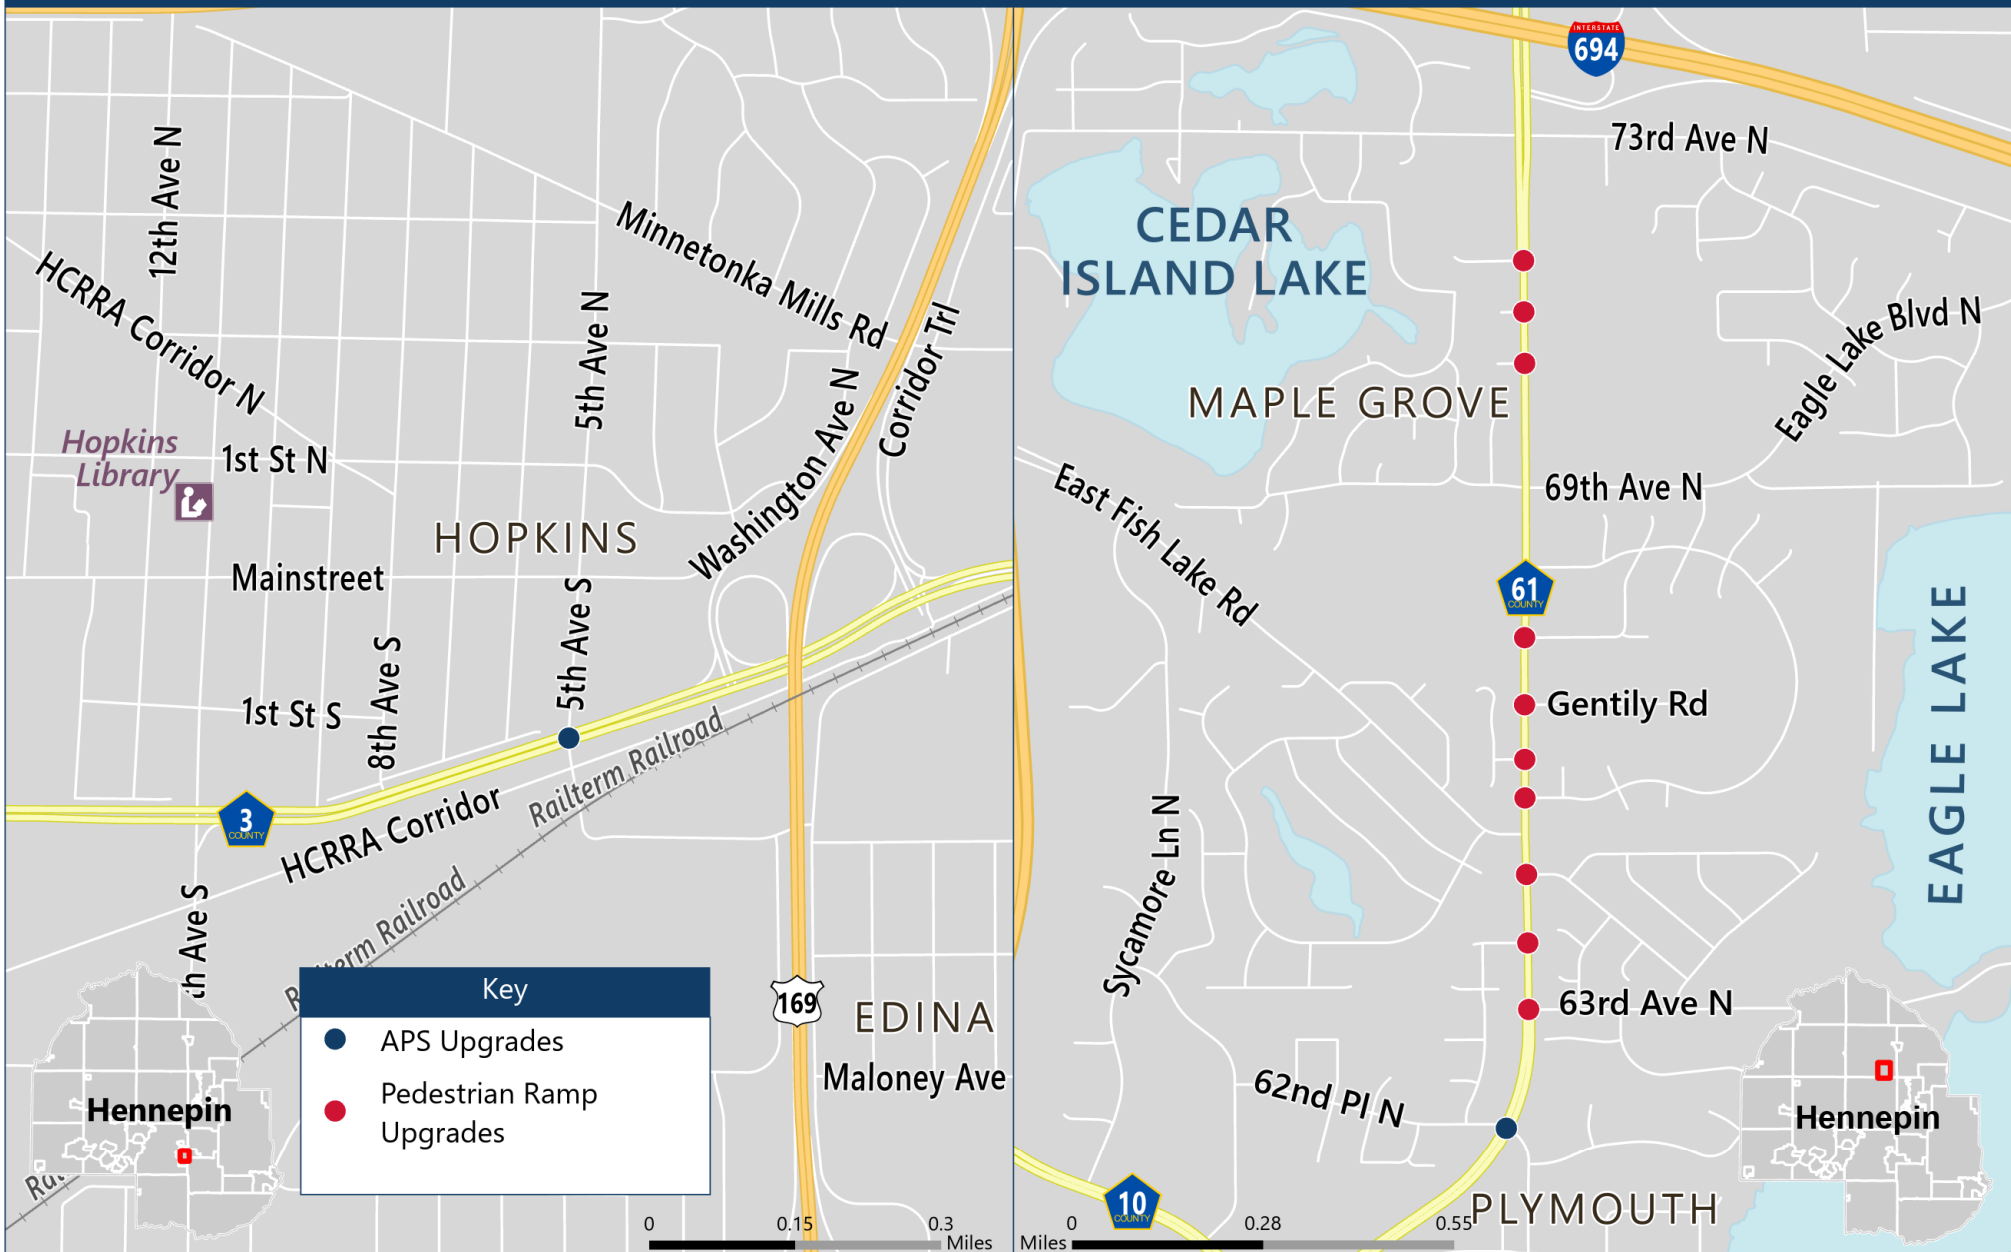 12th Ave N
HCRRA Corridor N
Minnetonka Mills Rd
5th Ave N
Corridor Trl
Washington Ave N
Hopkins
Library
1st St N
HOPKINS
Mainstreet
5th Ave S
8th Ave S
1st St S
3
COUNTY
HCRRA Corridor
Railterm Railroad
Railterm Railroad
th Ave S
169
EDINA
Maloney Ave
Key
APS Upgrades
Pedestrian Ramp
Upgrades
Hennepin
0
0.15
0.3
Miles
INTERSTATE
694
73rd Ave N
CEDAR
ISLAND LAKE
MAPLE GROVE
Eagle Lake Blvd N
69th Ave N
East Fish Lake Rd
61
COUNTY
EAGLE LAKE
Gentily Rd
Sycamore Ln N
63rd Ave N
62nd Pl N
Hennepin
10
COUNTY
PLYMOUTH
Miles
0
0.28
0.55